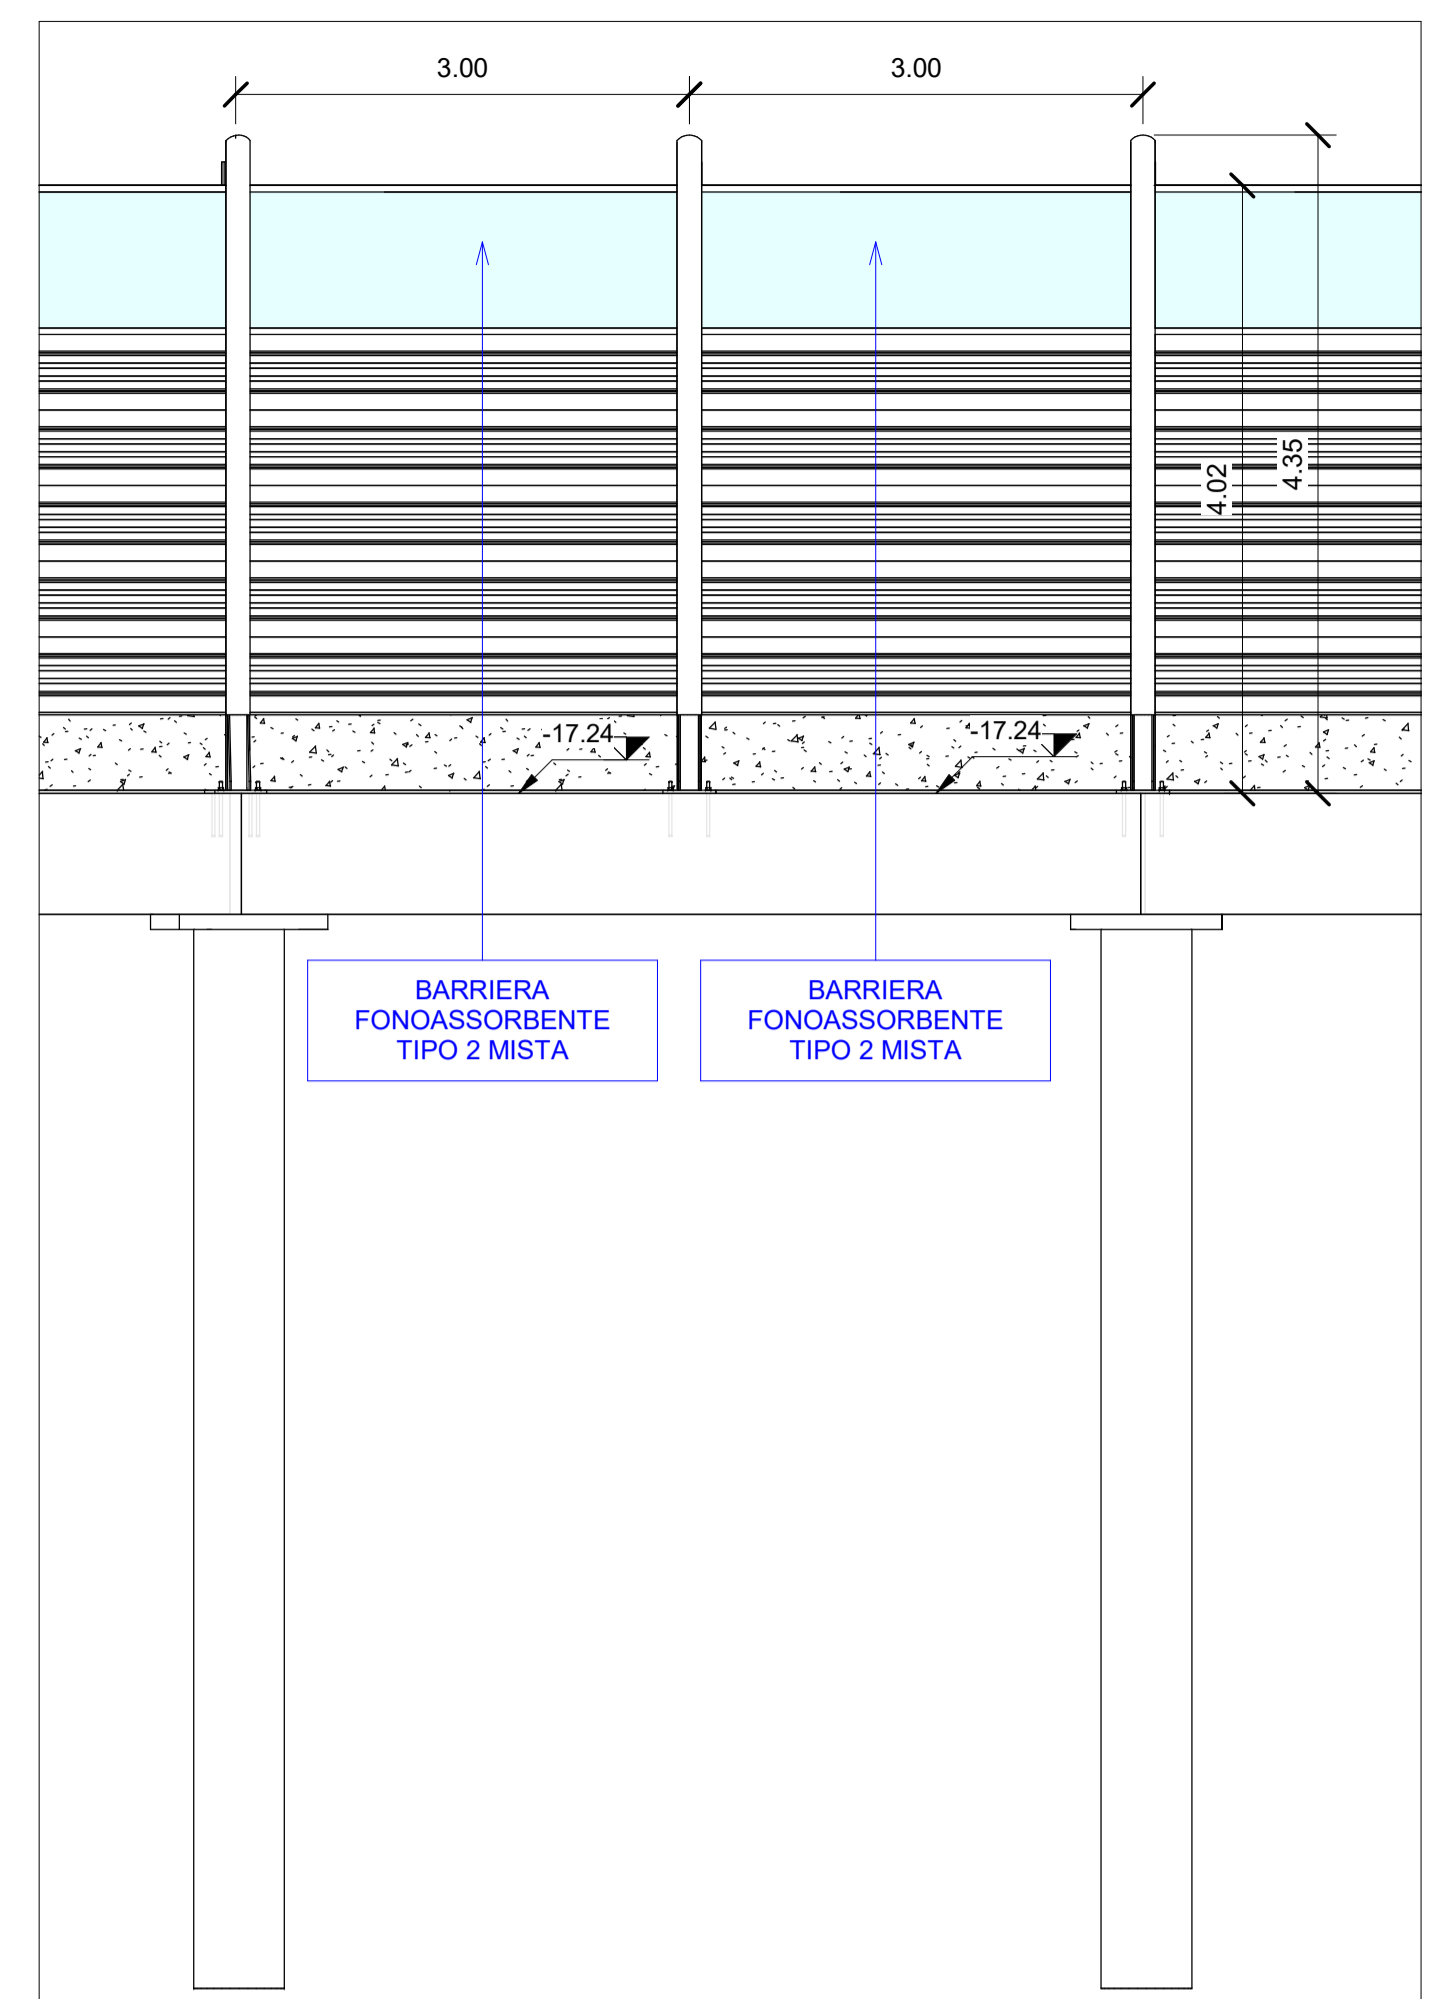 3.00
3.00
4.02
4.35
-17.24
-17.24
BARRIERA
FONOASSORBENTE
TIPO 2 MISTA
BARRIERA
FONOASSORBENTE
TIPO 2 MISTA